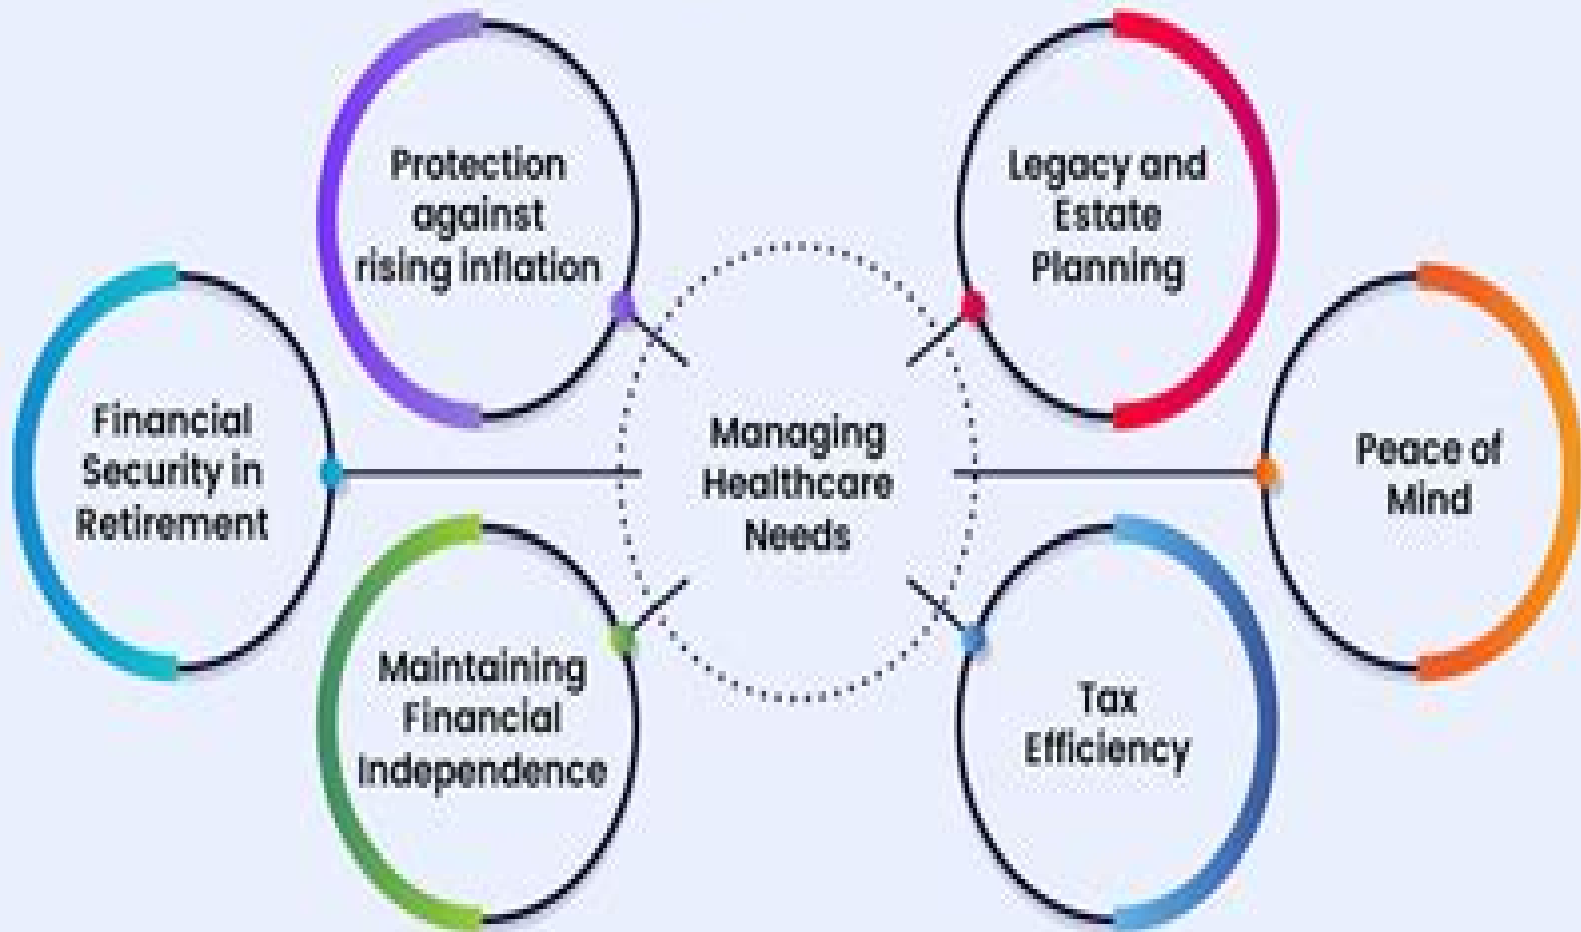 Protection
against
rising inflation
Legacy and
Estate
Planning
Financial
Security in
Retirement
Managing
Healthcare
Needs
Peace of
Mind
Maintaining
Financial
Independence
Tax
Efficiency